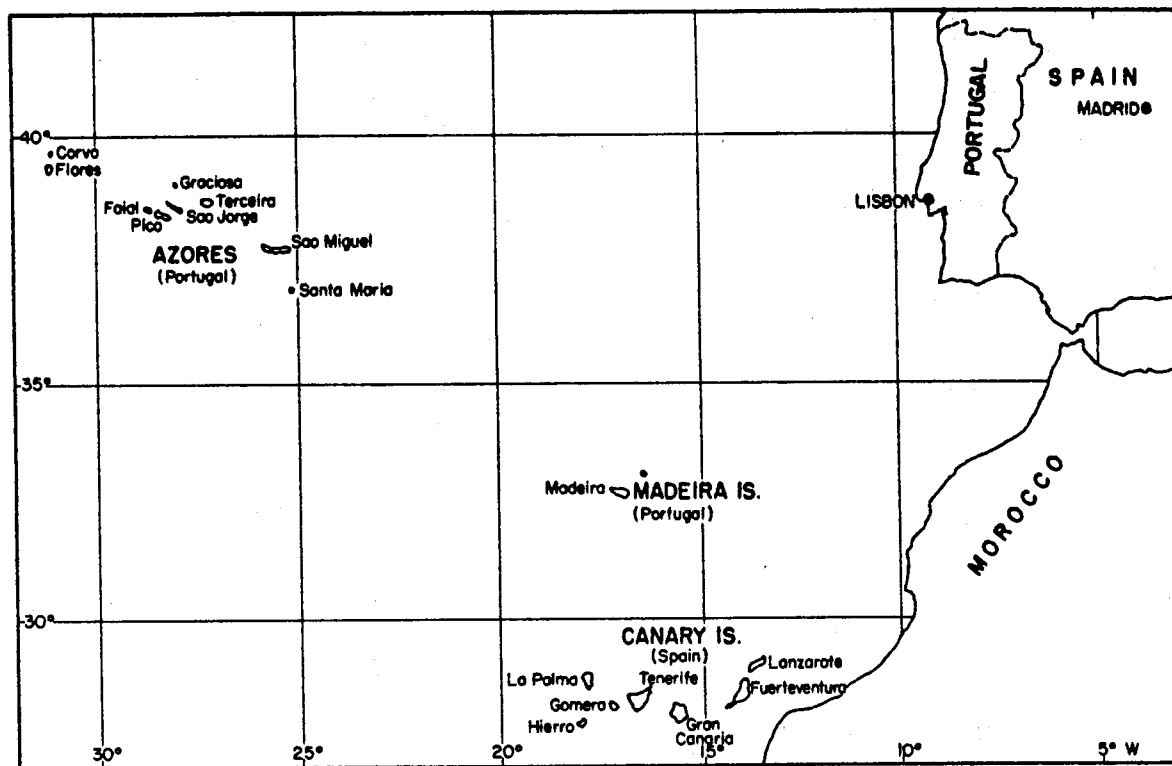 SPAIN
MADRID
PORTUGAL
40°
Corvo
Flores
Graciosa
Terceira
Faial
Sao Jorge
Pico
LISBON
Sao Miguel
AZORES
(Portugal)
Santa Maria
35°
Madeira
MADEIRA IS.
(Portugal)
MOROCCO
30°
CANARY IS.
(Spain)
Lanzarote
La Palma
Tenerife
Fuerteventura
Gomera
Hierro
Gran
Canaria
30°
25°
20°
15°
10°
5° W